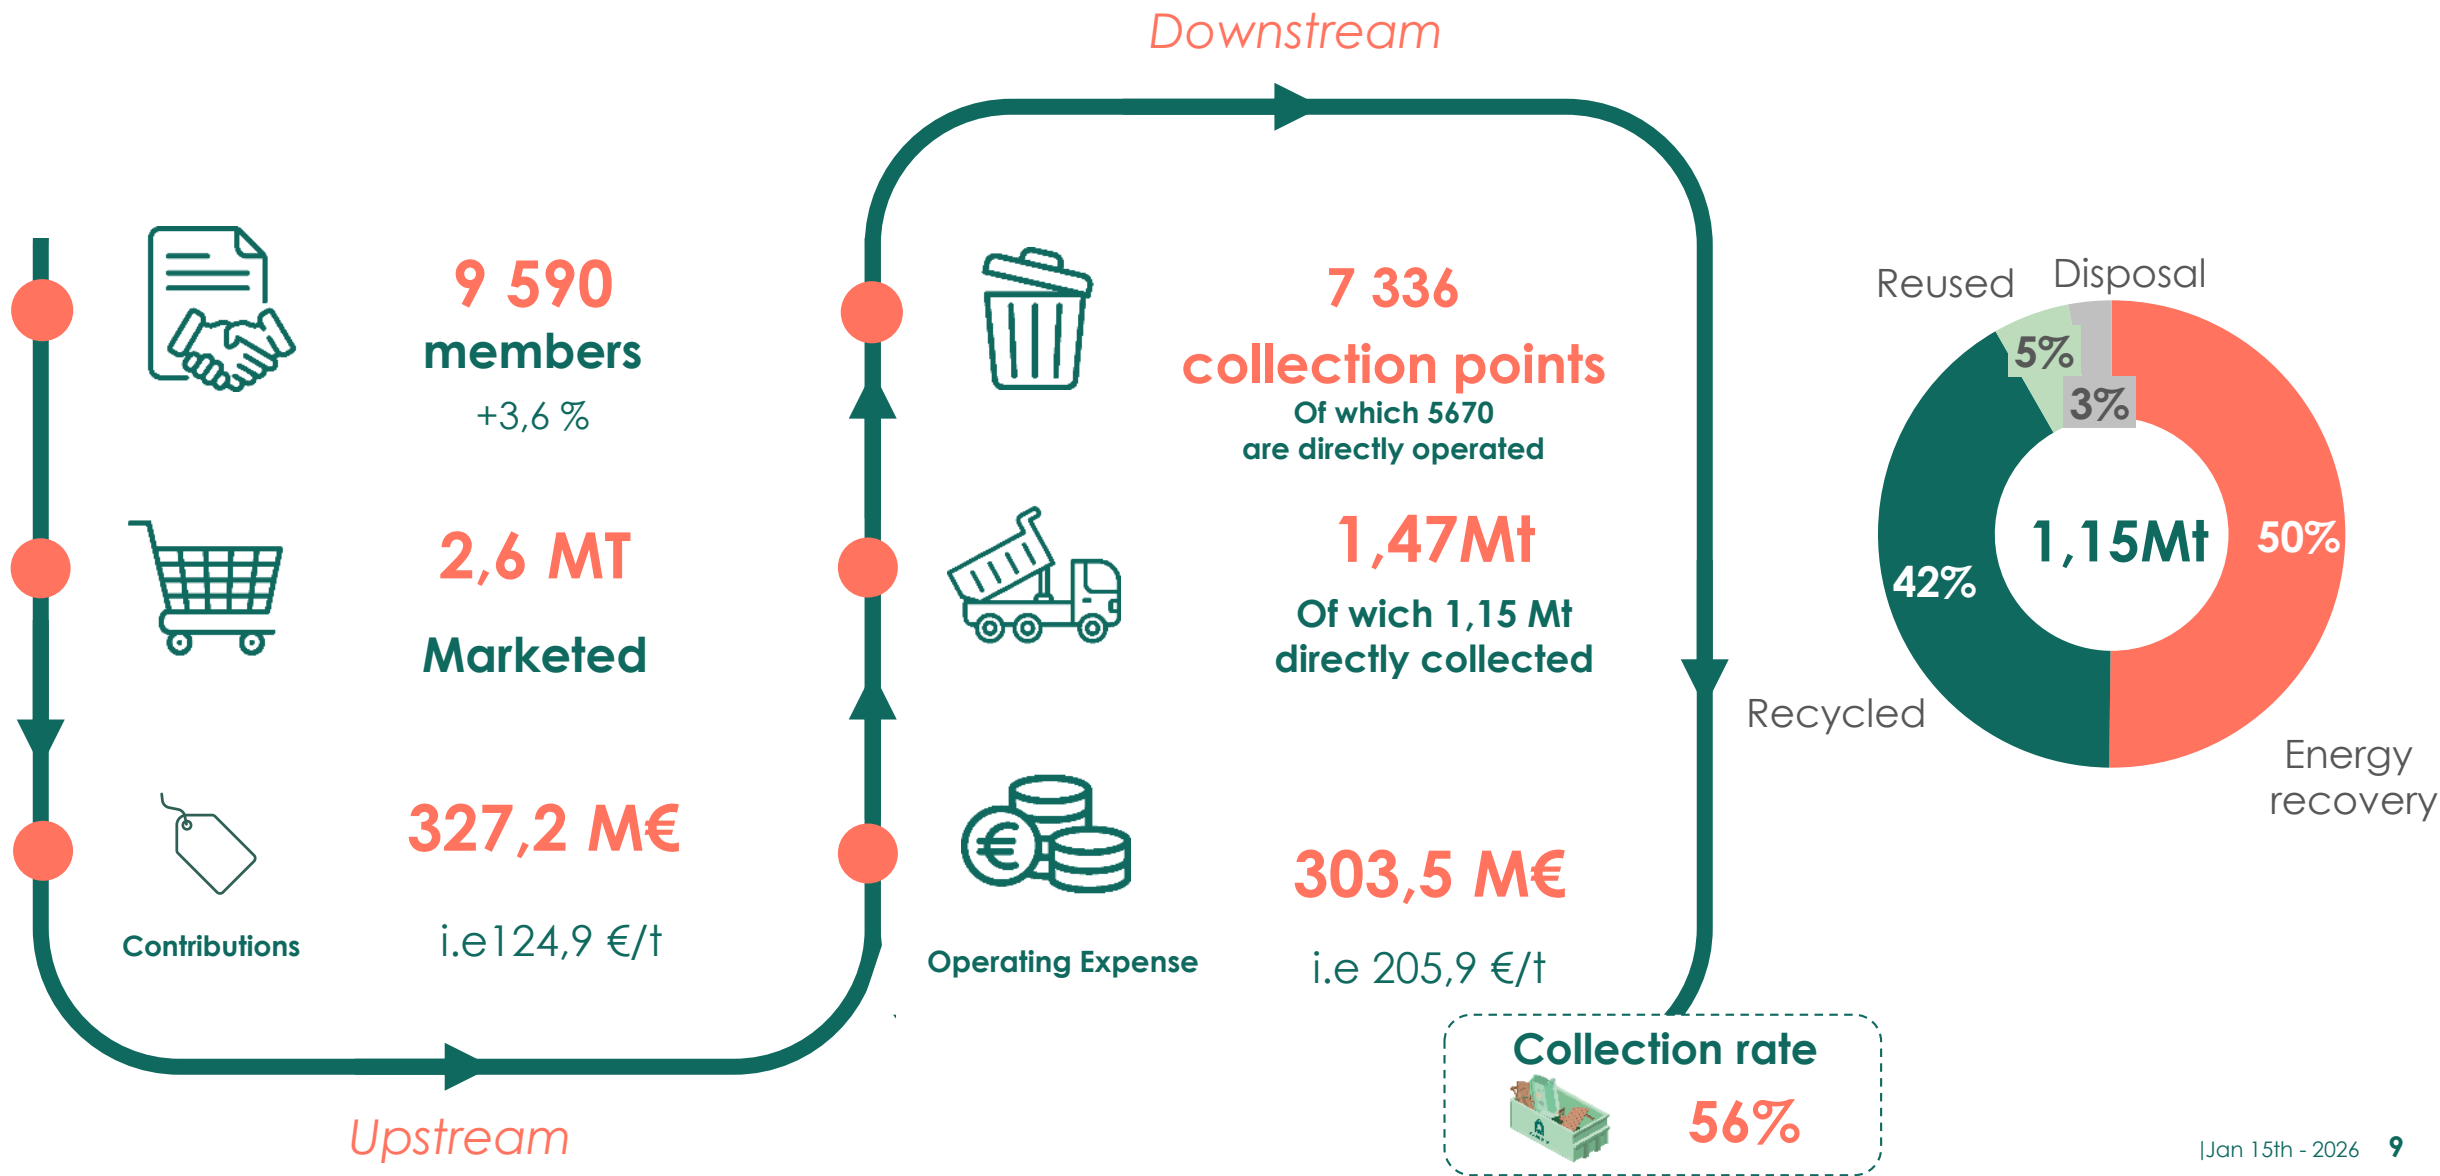 Downstream
9 590
members
+3,6 %
2,6 MT
Marketed
327,2 M€
Contributions
i.e124,9 €/t
Upstream
7 336
collection points
Of which 5670
are directly operated
1,47Mt
Of wich 1,15 Mt
directly collected
303,5 M€
Operating Expense
i.e 205,9 €/t
Collection rate
56%
Reused
Disposal
5%
3%
1,15Mt
50%
42%
Recycled
Energy
recovery
|Jan 15th - 2026 9